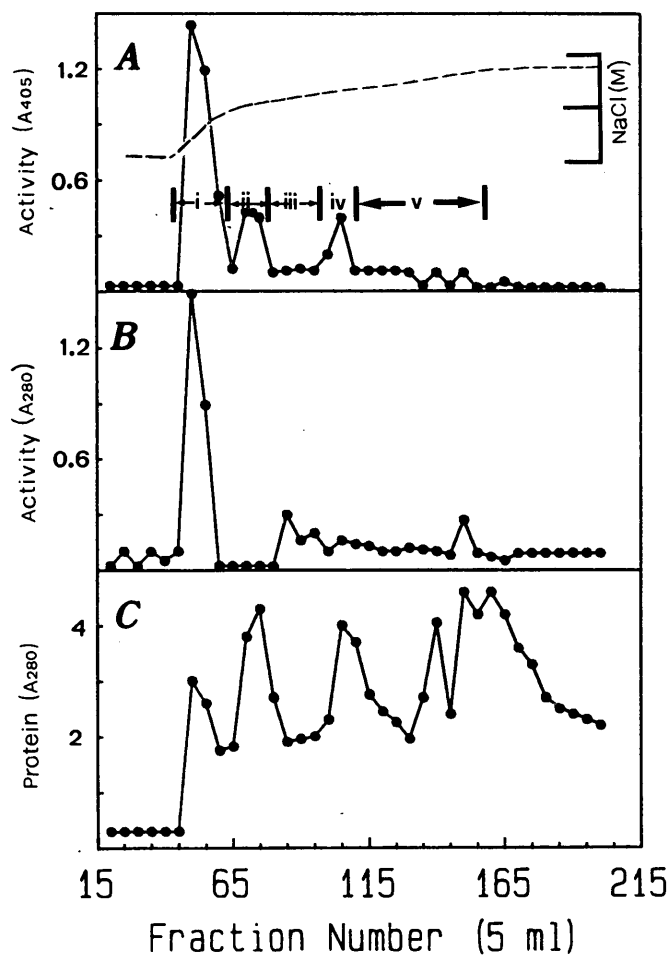 A
1.2
0.6
Activity (A405)
NaCl (M)
i
ii
iii
iv
v
B
1.2
0.6
Activity (A280)
C
4
2
Protein (A280)
15 65 115 165 215
Fraction Number (5 ml)